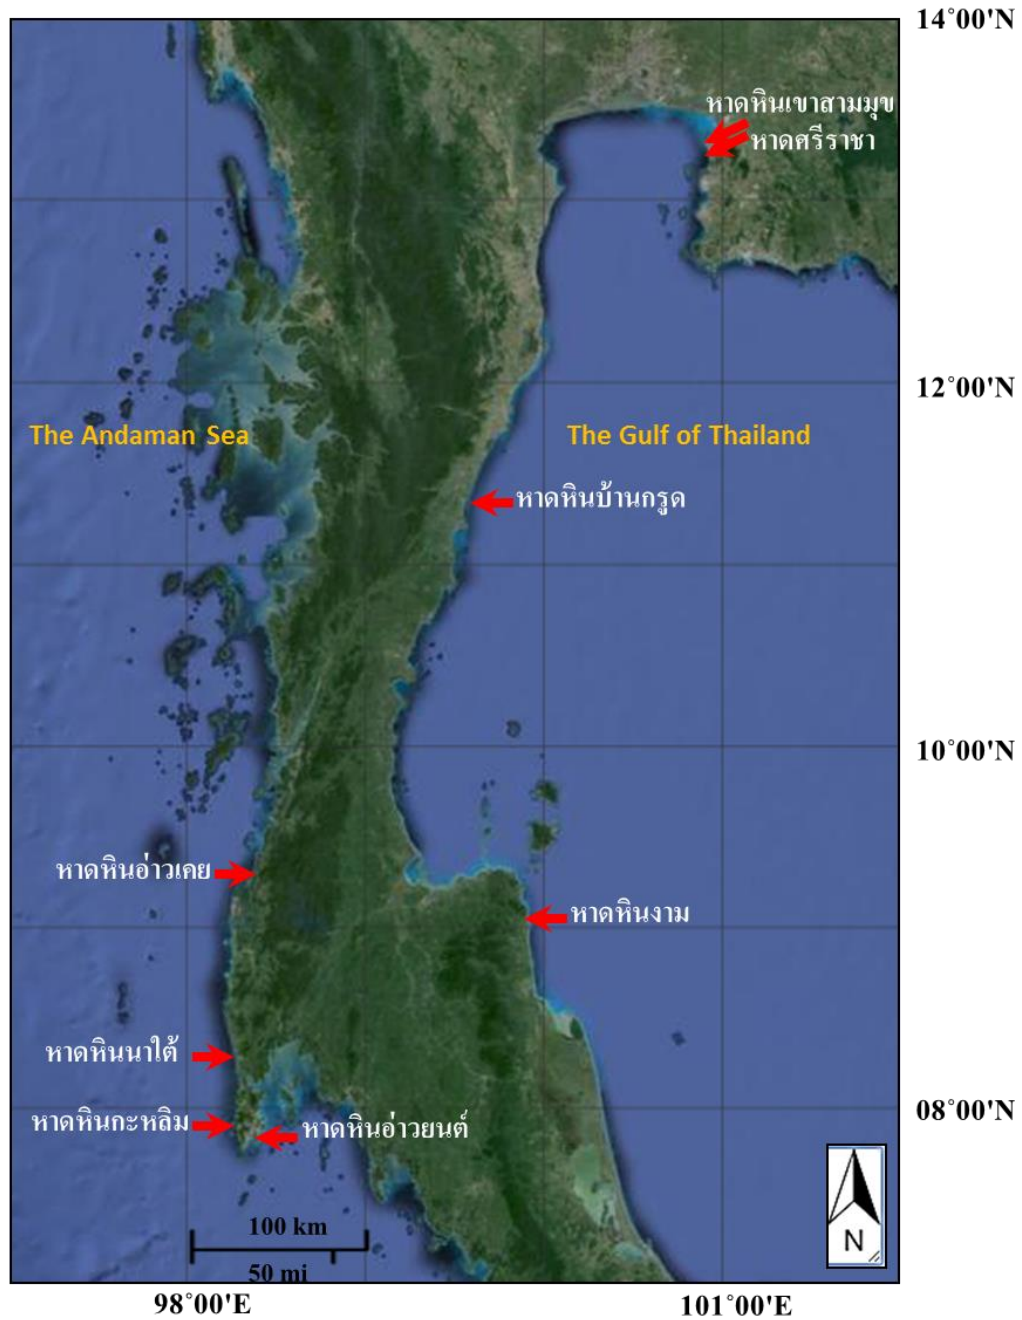 14°00'N
หาดหินเขาสามมุข
หาดศรีราชา
12°00'N
The Andaman Sea
The Gulf of Thailand
หาดหินบ้านกรูด
10°00'N
หาดหินอ่าวเคย
หาดหินงาม
หาดหินนาใต้
08°00'N
หาดหินกะหลิม
หาดหินอ่าวยนต์
100 km
50 mi
N
98°00'E
101°00'E